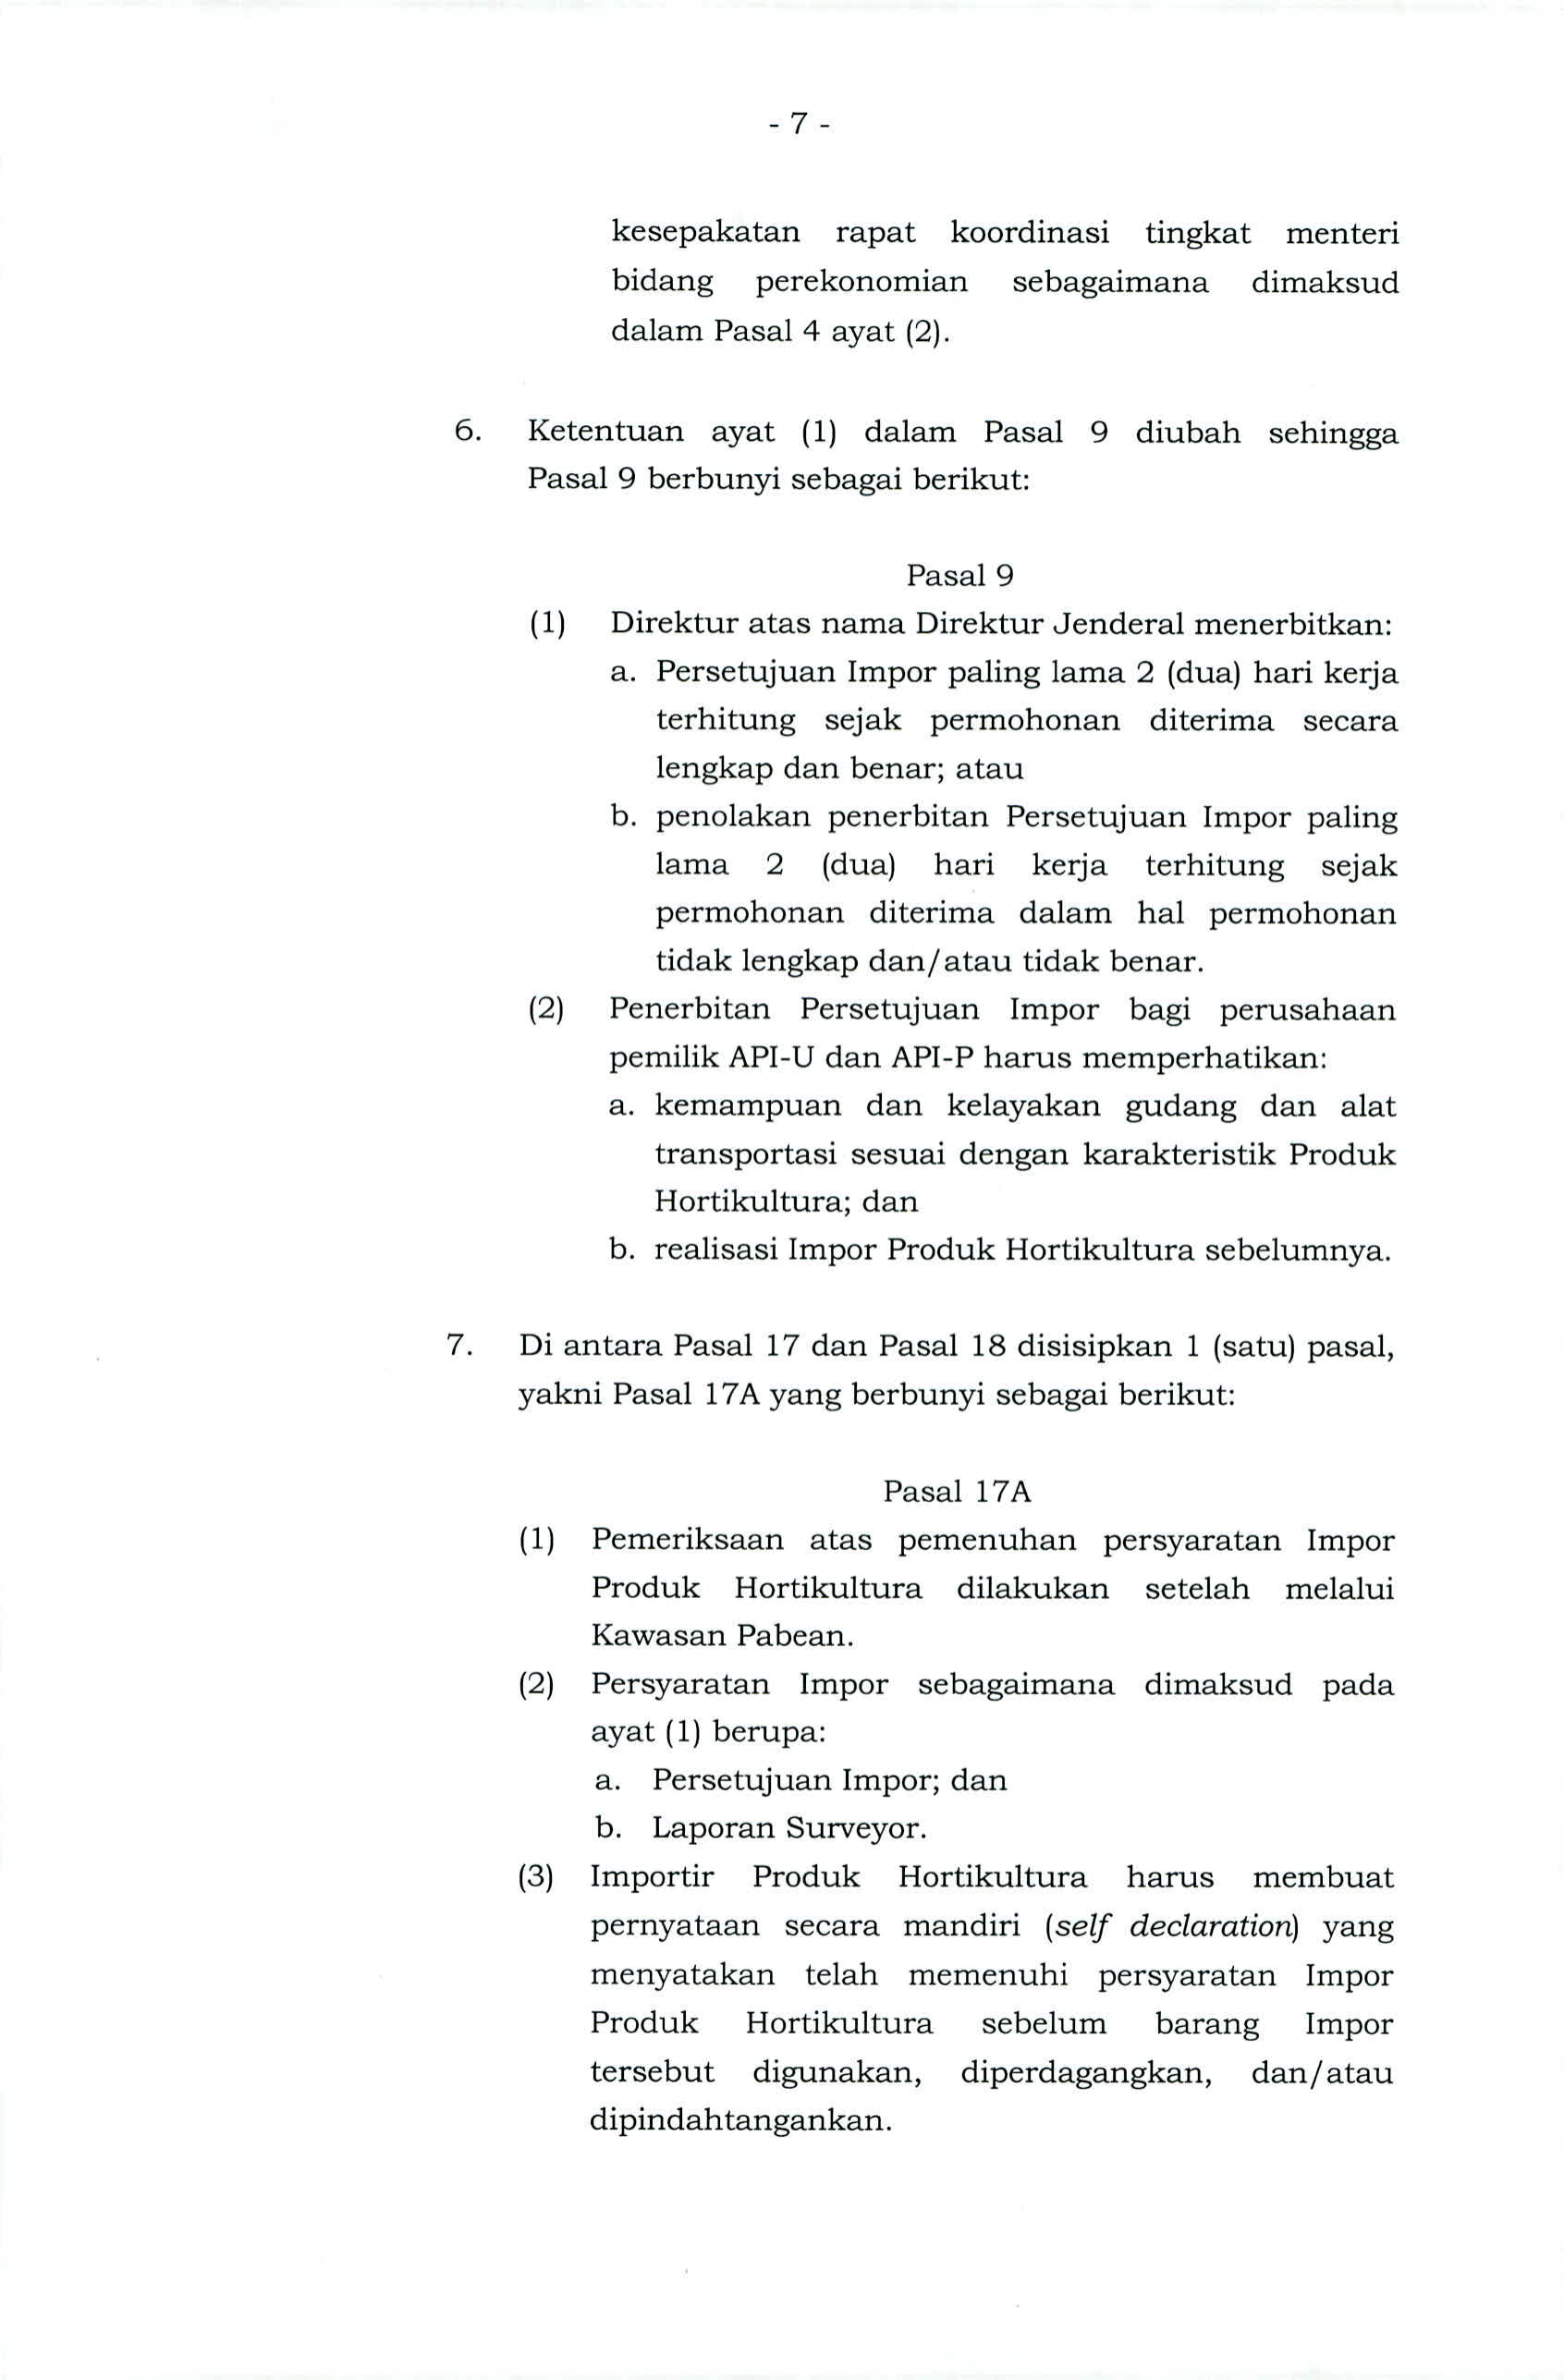 - 7 -
kesepakatan rapat koordinasi tingkat menteri
bidang perekonomian sebagaimana dimaksud
dalam Pasal 4 ayat (2).
6. Ketentuan ayat (1) dalam Pasal 9 diubah sehingga
Pasal 9 berbunyi sebagai berikut:
Pasal 9
(1) Direktur atas nama Direktur Jenderal menerbitkan:
a. Persetujuan Impor paling lama 2 (dua) hari kerja
terhitung sejak permohonan diterima secara
lengkap dan benar; atau
b. penolakan penerbitan Persetujuan Impor paling
lama 2 (dua) hari kerja terhitung sejak
permohonan diterima dalam hal permohonan
tidak lengkap dan/atau tidak benar.
(2) Penerbitan Persetujuan Impor bagi perusahaan
pemilik API-U dan API-P harus memperhatikan:
a. kemampuan dan kelayakan gudang dan alat
transportasi sesuai dengan karakteristik Produk
Hortikultura; dan
b. realisasi Impor Produk Hortikultura sebelumnya.
7. Di antara Pasal 17 dan Pasal 18 disisipkan 1 (satu) pasal,
yakni Pasal 17A yang berbunyi sebagai berikut:
Pasal 17A
(1) Pemeriksaan atas pemenuhan persyaratan Impor
Produk Hortikultura dilakukan setelah melalui
Kawasan Pabean.
(2) Persyaratan Impor sebagaimana dimaksud pada
ayat (1) berupa:
a. Persetujuan Impor; dan
b. Laporan Surveyor.
(3) Importir Produk Hortikultura harus membuat
pernyataan secara mandiri (self declaration) yang
menyatakan telah memenuhi persyaratan Impor
Produk Hortikultura sebelum barang Impor
tersebut digunakan, diperdagangkan, dan/atau
dipindahtangankan.